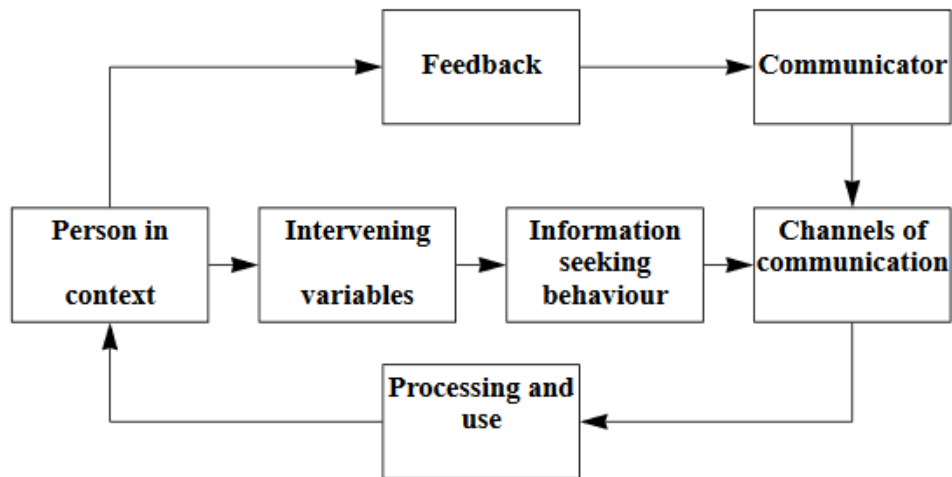 Feedback
Communicator
Person in
context
Intervening
variables
Information
seeking
behaviour
Channels of
communication
Processing and
use